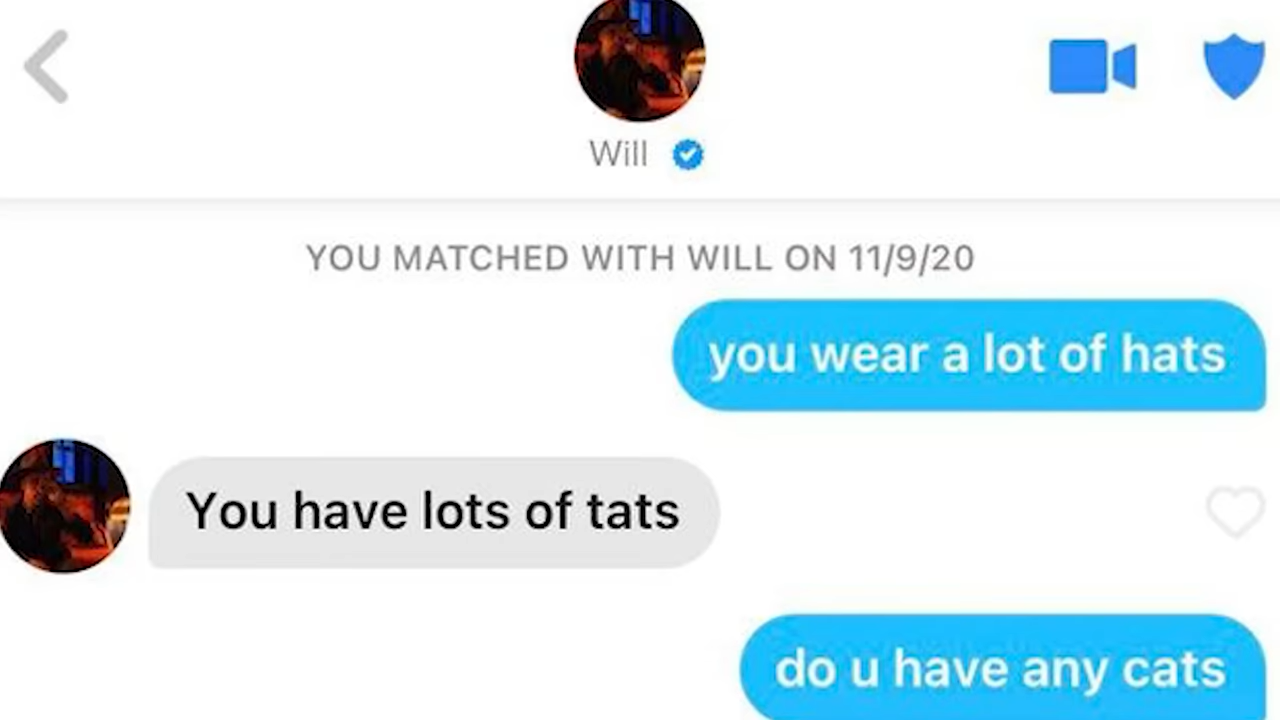 Will
YOU MATCHED WITH WILL ON 11/9/20
you wear a lot of hats
You have lots of tats
do u have any cats